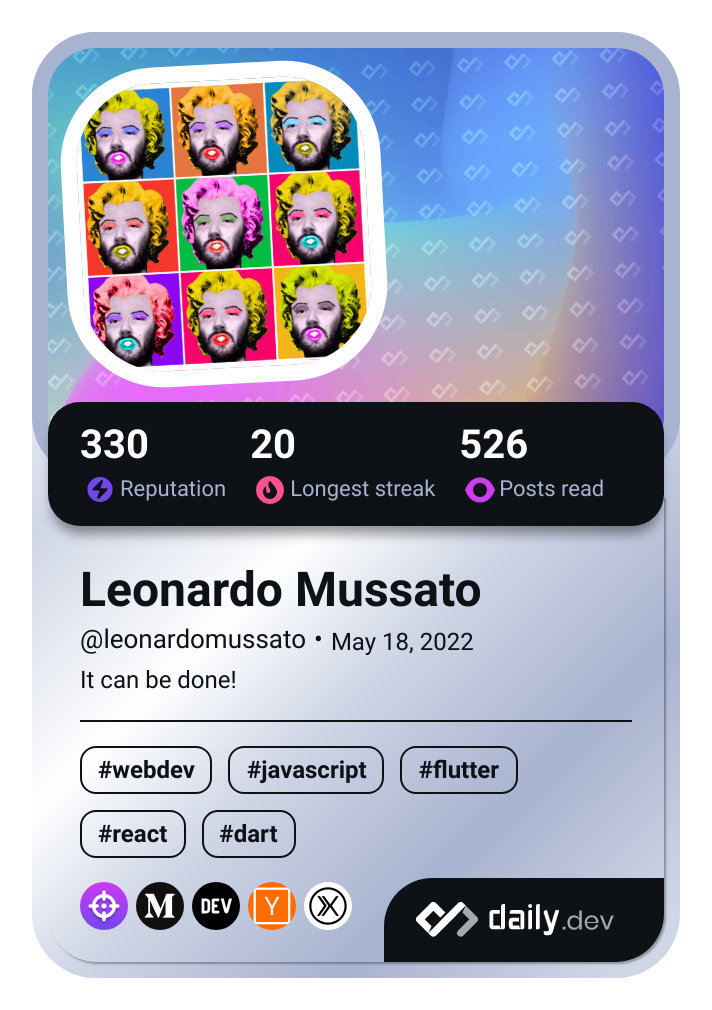 330 20 526
Reputation Longest streak Posts read
Leonardo Mussato
@leonardomussato • May 18, 2022
It can be done!
#webdev #javascript #flutter
#react #dart
M DEV Y
daily.dev